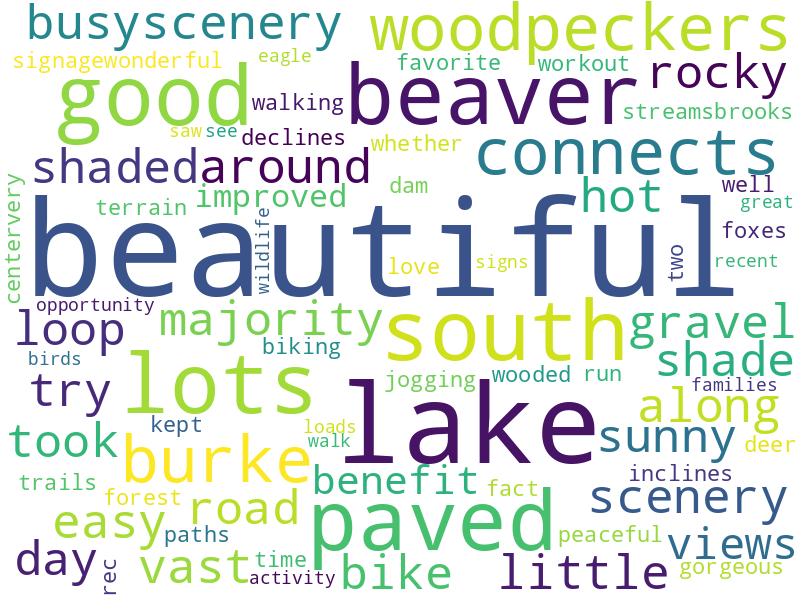 busyscenery woodpeckers
signagewonderful eagle favorite workout
good beaver rocky
walking streamsbrooks
saw see declines whether connects
shaded around
improved dam hot well
terrain great
centervery beautiful foxes
wildlife love signs two recent
opportunity
loop majority south gravel
birds biking shade
try lots lake jogging wooded run families
kept loads along
took walk sunny deer
burke benefit inclines
trails fact scenery
forest road paved
easy paths peaceful views
day vast time bike little gorgeous
rec activity